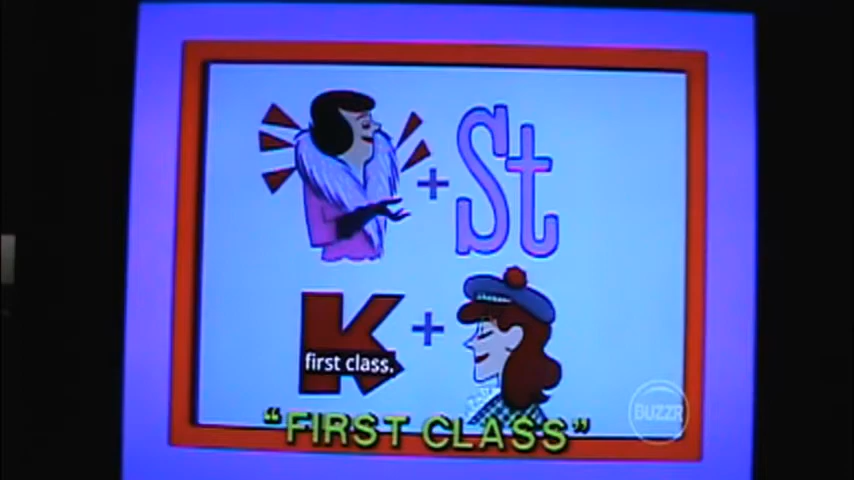 + St
K +
first class.
“FIRST CLASS”
BUZZR